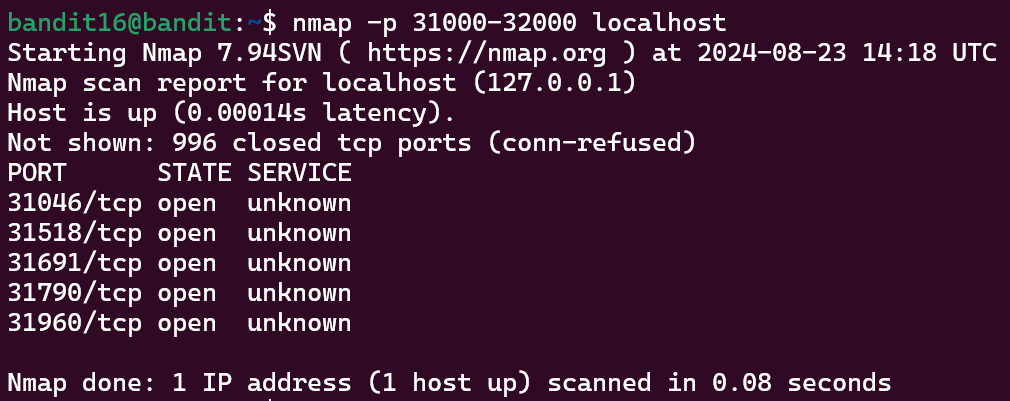 bandit16@bandit:~$ nmap -p 31000-32000 localhost
Starting Nmap 7.94SVN ( https://nmap.org ) at 2024-08-23 14:18 UTC
Nmap scan report for localhost (127.0.0.1)
Host is up (0.00014s latency).
Not shown: 996 closed tcp ports (conn-refused)
PORT      STATE SERVICE
31046/tcp open  unknown
31518/tcp open  unknown
31691/tcp open  unknown
31790/tcp open  unknown
31960/tcp open  unknown
Nmap done: 1 IP address (1 host up) scanned in 0.08 seconds